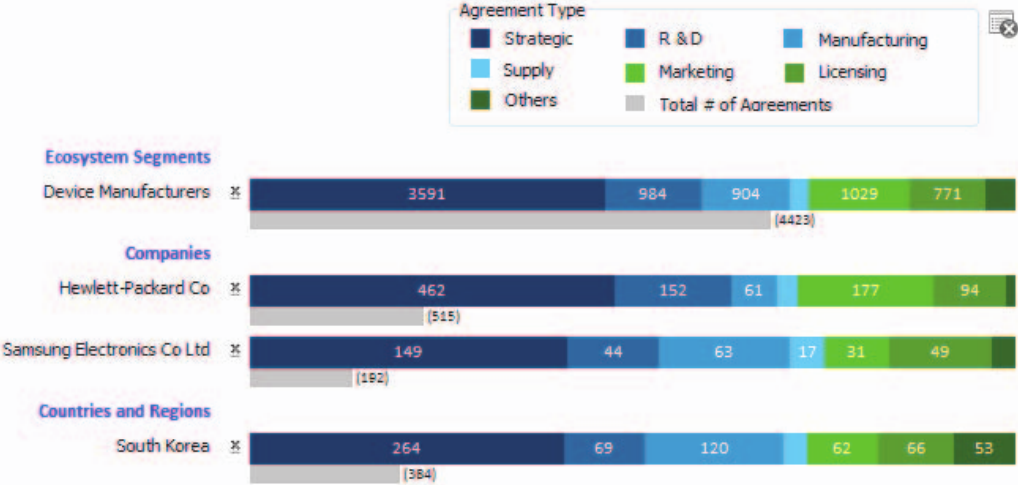 Agreement Type
Strategic R &D Manufacturing
Supply Marketing Licensing
Others Total # of Agreements
Ecosystem Segments
Device Manufacturers 3591 984 904 1029 771
(4423)
Companies
Hewlett-Packard Co 462 152 61 177 94
(515)
Samsung Electronics Co Ltd 149 44 63 17 31 49
(192)
Countries and Regions
South Korea 264 69 120 62 66 53
(384)